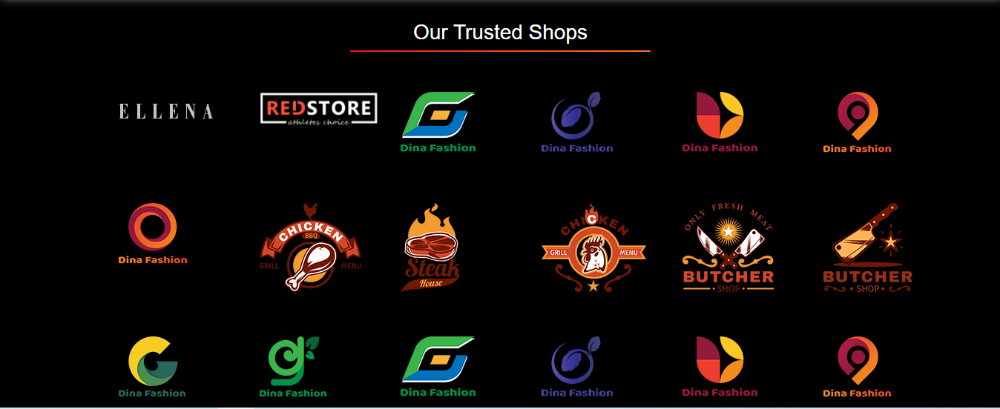 Our Trusted Shops
ELLENA
REDSTORE
athletes choice
Dina Fashion
Dina Fashion
Dina Fashion
Dina Fashion
Dina Fashion
CHICKEN
BBQ
GRILL MENU
Steak
House
CHICKEN
GRILL MENU
ONLY FRESH MEAT
BUTCHER
SHOP
BUTCHER
SHOP
Dina Fashion
Dina Fashion
Dina Fashion
Dina Fashion
Dina Fashion
Dina Fashion